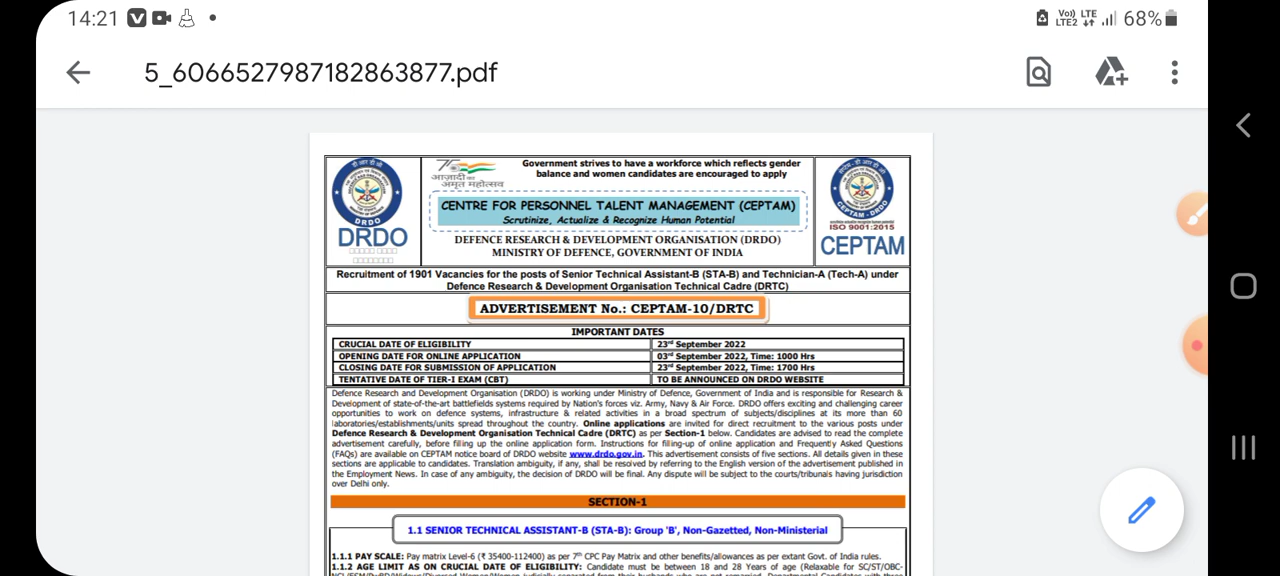 14:21
Vo) LTE
LTE2
68%
5_6066527987182863877.pdf
DRDO
DRDO
आज़ादी का
अमृत महोत्सव
Government strives to have a workforce which reflects gender
balance and women candidates are encouraged to apply
CENTRE FOR PERSONNEL TALENT MANAGEMENT (CEPTAM)
Scrutinize, Actualize & Recognize Human Potential
DEFENCE RESEARCH & DEVELOPMENT ORGANISATION (DRDO)
MINISTRY OF DEFENCE, GOVERNMENT OF INDIA
CEPTAM-DRDO
ISO 9001:2015
CEPTAM
Recruitment of 1901 Vacancies for the posts of Senior Technical Assistant-B (STA-B) and Technician-A (Tech-A) under
Defence Research & Development Organisation Technical Cadre (DRTC)
ADVERTISEMENT No.: CEPTAM-10/DRTC
IMPORTANT DATES
CRUCIAL DATE OF ELIGIBILITY 23rd September 2022
OPENING DATE FOR ONLINE APPLICATION 03rd September 2022, Time: 1000 Hrs
CLOSING DATE FOR SUBMISSION OF APPLICATION 23rd September 2022, Time: 1700 Hrs
TENTATIVE DATE OF TIER-I EXAM (CBT) TO BE ANNOUNCED ON DRDO WEBSITE
Defence Research and Development Organisation (DRDO) is working under Ministry of Defence, Government of India and is responsible for Research &
Development of state-of-the-art battlefields systems required by Nation's forces viz. Army, Navy & Air Force. DRDO offers exciting and challenging career
opportunities to work on defence systems, infrastructure & related activities in a broad spectrum of subjects/disciplines at its more than 60
laboratories/establishments/units spread throughout the country. Online applications are invited for direct recruitment to the various posts under
Defence Research & Development Organisation Technical Cadre (DRTC) as per Section-1 below. Candidates are advised to read the complete
advertisement carefully, before filling up the online application form. Instructions for filling-up of online application and Frequently Asked Questions
(FAQs) are available on CEPTAM notice board of DRDO website www.drdo.gov.in. This advertisement consists of five sections. All details given in these
sections are applicable to candidates. Translation ambiguity, if any, shall be resolved by referring to the English version of the advertisement published in
the Employment News. In case of any ambiguity, the decision of DRDO will be final. Any dispute will be subject to the courts/tribunals having jurisdiction
over Delhi only.
SECTION-1
1.1 SENIOR TECHNICAL ASSISTANT-B (STA-B): Group 'B', Non-Gazetted, Non-Ministerial
1.1.1 PAY SCALE: Pay matrix Level-6 (₹ 35400-112400) as per 7th CPC Pay Matrix and other benefits/allowances as per extant Govt. of India rules.
1.1.2 AGE LIMIT AS ON CRUCIAL DATE OF ELIGIBILITY: Candidate must be between 18 and 28 Years of age (Relaxable for SC/ST/OBC-